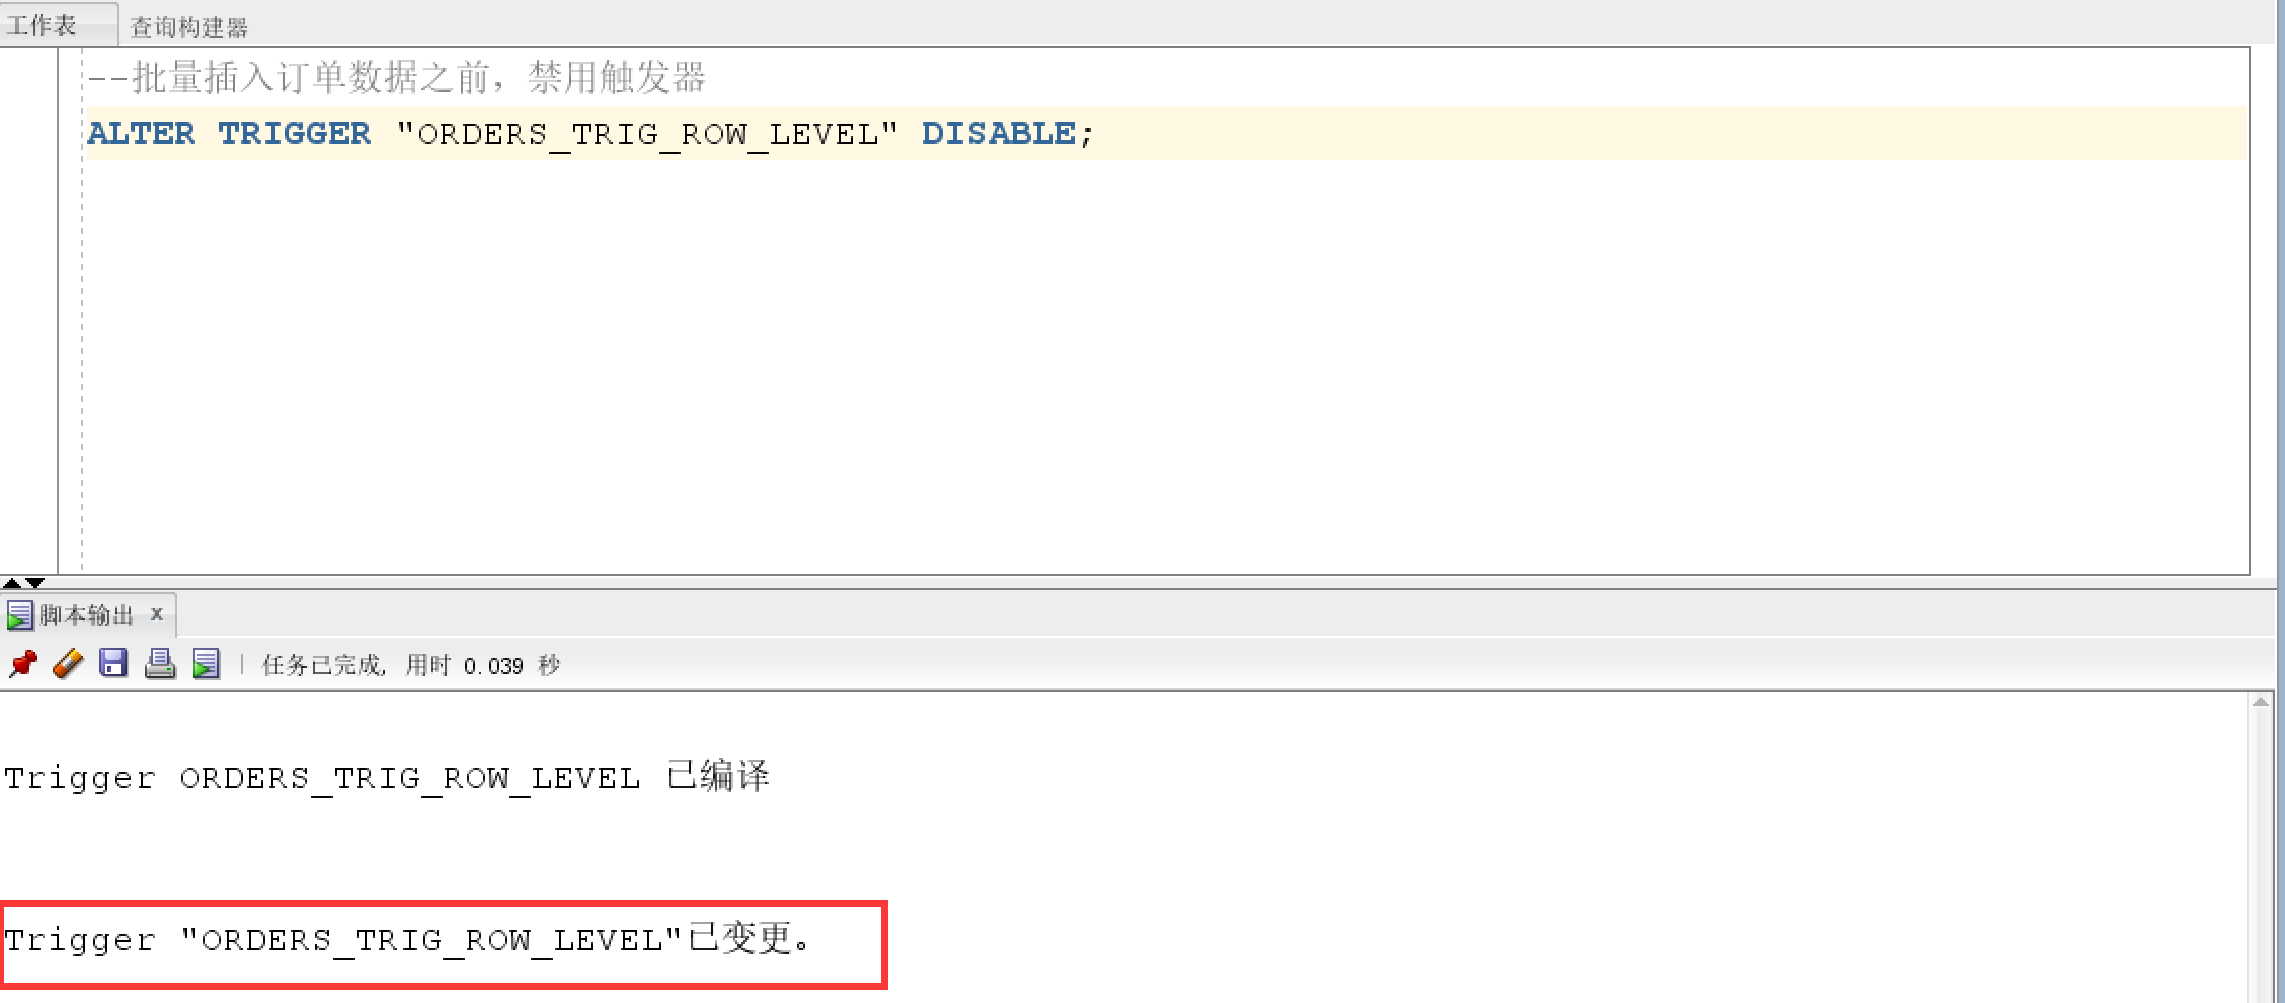 工作表 查询构建器
--批量插入订单数据之前，禁用触发器
ALTER TRIGGER "ORDERS_TRIG_ROW_LEVEL" DISABLE;
脚本输出 x
任务已完成, 用时 0.039 秒
Trigger ORDERS_TRIG_ROW_LEVEL 已编译
Trigger "ORDERS_TRIG_ROW_LEVEL"已变更。